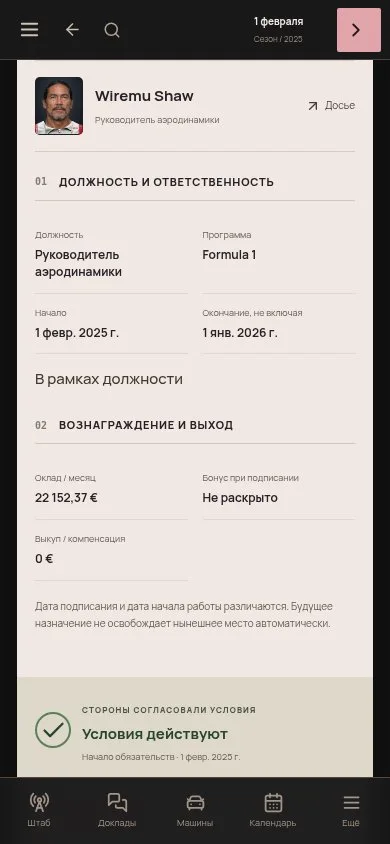 1 февраля
Сезон / 2025
Wiremu Shaw
Руководитель аэродинамики
Досье
01 ДОЛЖНОСТЬ И ОТВЕТСТВЕННОСТЬ
Должность
Программа
Руководитель
аэродинамики
Formula 1
Начало
Окончание, не включая
1 февр. 2025 г.
1 янв. 2026 г.
В рамках должности
02 ВОЗНАГРАЖДЕНИЕ И ВЫХОД
Оклад / месяц
Бонус при подписании
22 152,37 €
Не раскрыто
Выкуп / компенсация
0 €
Дата подписания и дата начала работы различаются. Будущее
назначение не освобождает нынешнее место автоматически.
СТОРОНЫ СОГЛАСОВАЛИ УСЛОВИЯ
Условия действуют
Начало обязательств · 1 февр. 2025 г.
Штаб
Доклады
Машины
Календарь
Ещё